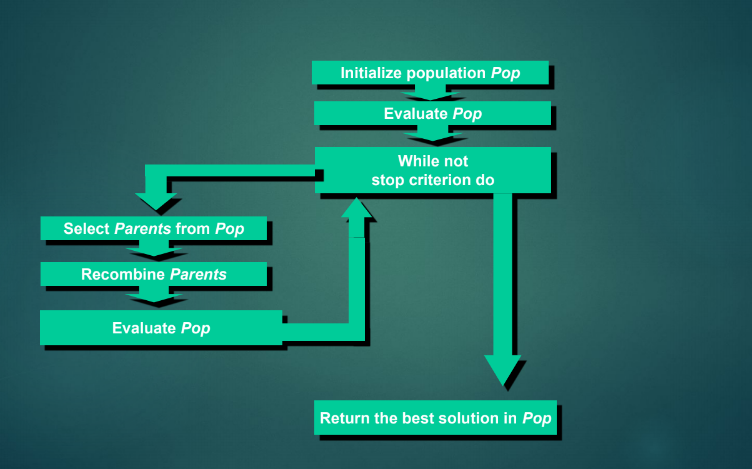 Initialize population Pop
Evaluate Pop
While not
stop criterion do
Select Parents from Pop
Recombine Parents
Evaluate Pop
Return the best solution in Pop